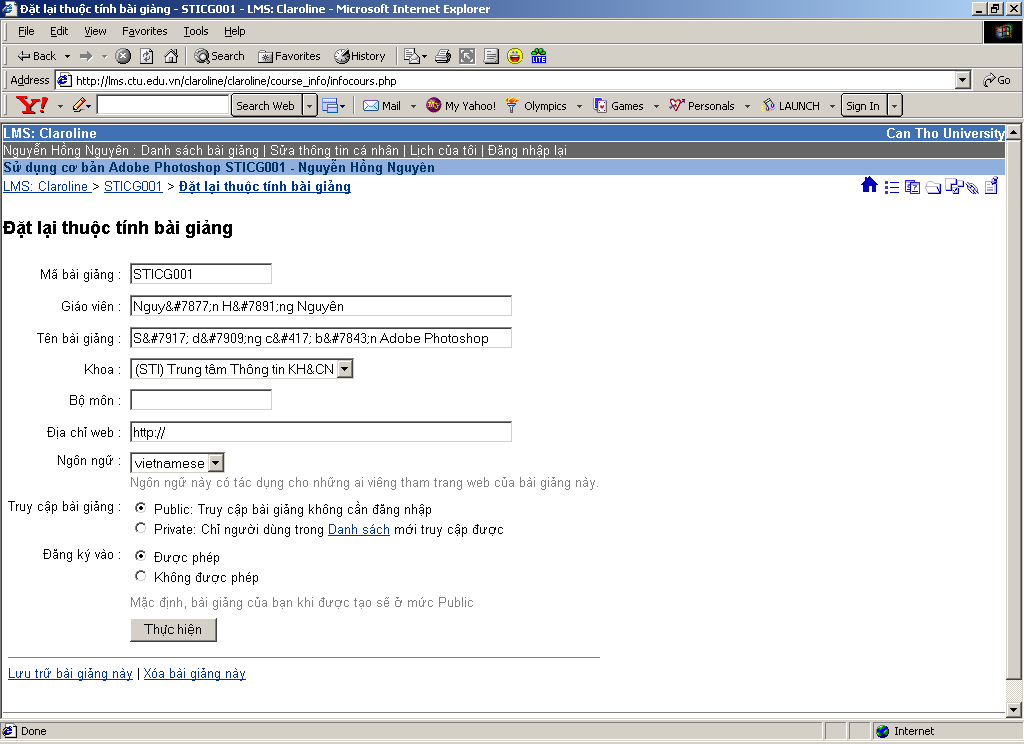 Đặt lại thuộc tính bài giảng - STICG001 - LMS: Claroline - Microsoft Internet Explorer
File Edit View Favorites Tools Help
Back Search Favorites History LITE
Address http://lms.ctu.edu.vn/claroline/claroline/course_info/infocours.php Go
Y! Search Web Mail My Yahoo! Olympics Games Personals LAUNCH Sign In
LMS: Claroline Can Tho University
Nguyễn Hồng Nguyên : Danh sách bài giảng | Sửa thông tin cá nhân | Lịch của tôi | Đăng nhập lại
Sử dụng cơ bản Adobe Photoshop STICG001 - Nguyễn Hồng Nguyên
LMS: Claroline > STICG001 > Đặt lại thuộc tính bài giảng
Đặt lại thuộc tính bài giảng
Mã bài giảng : STICG001
Giáo viên : Nguy&#7877;n H&#7891;ng Nguyên
Tên bài giảng : S&#7917; d&#7909;ng c&#417; b&#7843;n Adobe Photoshop
Khoa : (STI) Trung tâm Thông tin KH&CN
Bộ môn :
Địa chỉ web : http://
Ngôn ngữ : vietnamese
Ngôn ngữ này có tác dụng cho những ai viêng tham trang web của bài giảng này.
Truy cập bài giảng : Public: Truy cập bài giảng không cần đăng nhập
Private: Chỉ người dùng trong Danh sách mới truy cập được
Đăng ký vào : Được phép
Không được phép
Mặc định, bài giảng của bạn khi được tạo sẽ ở mức Public
Thực hiện
Lưu trữ bài giảng này | Xóa bài giảng này
Done Internet